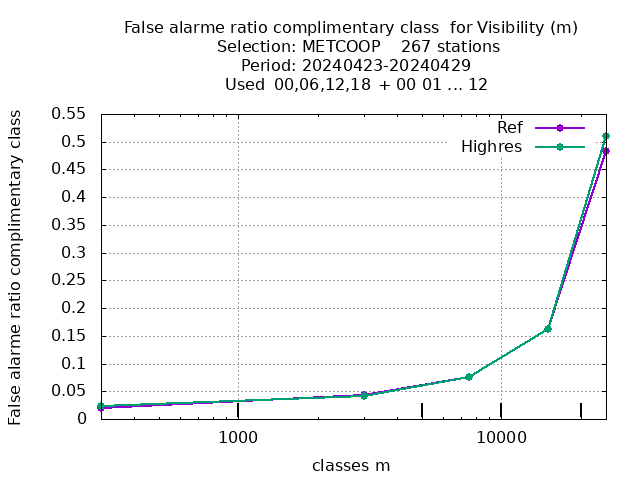 False alarme ratio complimentary class  for Visibility (m)
Selection: METCOOP    267 stations
Period: 20240423-20240429
Used  00,06,12,18 + 00 01 ... 12
False alarme ratio complimentary class
0.55
0.5
0.45
0.4
0.35
0.3
0.25
0.2
0.15
0.1
0.05
0
Ref
Highres
1000
10000
classes m